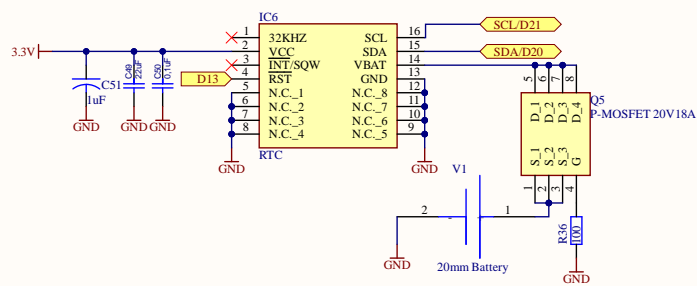 IC6
1 32KHZ SCL 16 SCL/D21
3.3V 2 VCC SDA 15 SDA/D20
3 INT/SQW VBAT 14
D13 4 RST GND 13
5 N.C._1 N.C._8 12
6 N.C._2 N.C._7 11
7 N.C._3 N.C._6 10
8 N.C._4 N.C._5 9
RTC
C51
1uF
C49
22uF
C50
0.1uF
GND GND GND
GND
GND
5 6 7 8
D_1 D_2 D_3 D_4
Q5
P-MOSFET 20V18A
S_1 S_2 S_3 G
1 2 3 4
V1
2 1
20mm Battery
GND
R36
100
GND